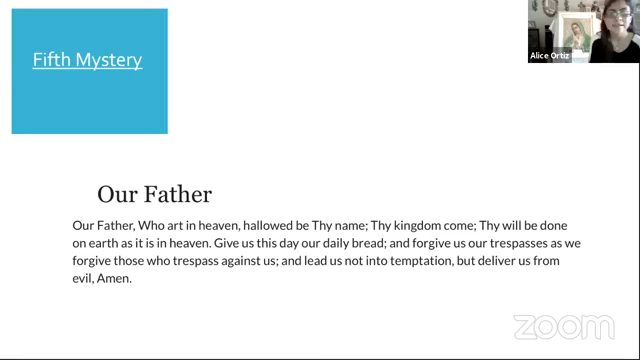 Fifth Mystery
Alice Ortiz
Our Father
Our Father, Who art in heaven, hallowed be Thy name; Thy kingdom come; Thy will be done
on earth as it is in heaven. Give us this day our daily bread; and forgive us our trespasses as we
forgive those who trespass against us; and lead us not into temptation, but deliver us from
evil, Amen.
zoom